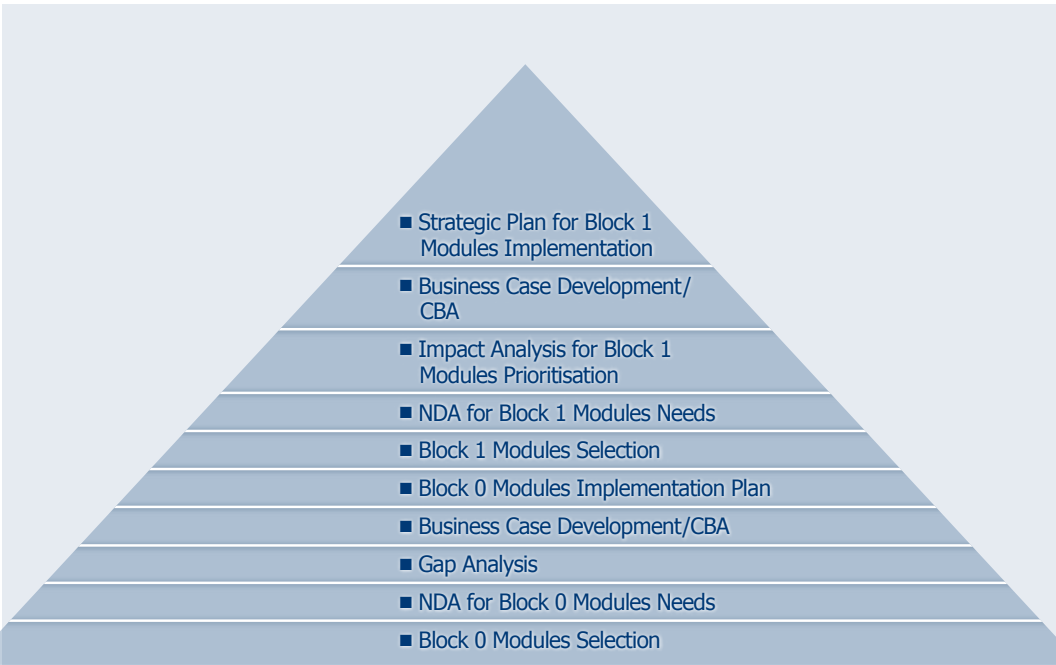 ■ Strategic Plan for Block 1
Modules Implementation
■ Business Case Development/
CBA
■ Impact Analysis for Block 1
Modules Prioritisation
■ NDA for Block 1 Modules Needs
■ Block 1 Modules Selection
■ Block 0 Modules Implementation Plan
■ Business Case Development/CBA
■ Gap Analysis
■ NDA for Block 0 Modules Needs
■ Block 0 Modules Selection